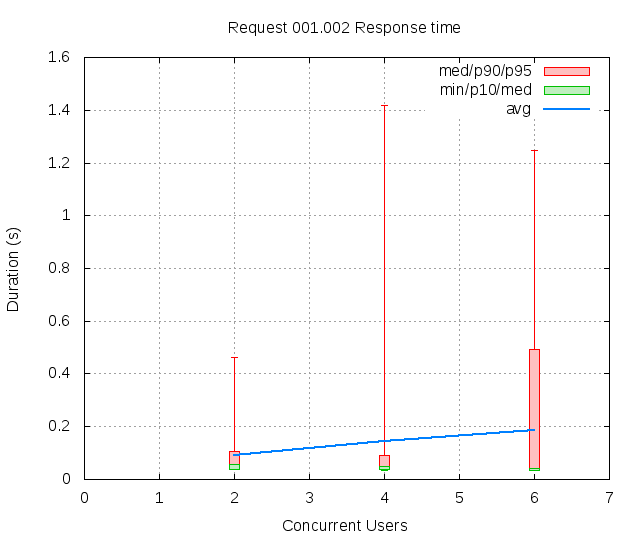 Request 001.002 Response time
med/p90/p95
min/p10/med
avg
1.6
1.4
1.2
1
0.8
0.6
0.4
0.2
0
Duration (s)
0 1 2 3 4 5 6 7
Concurrent Users